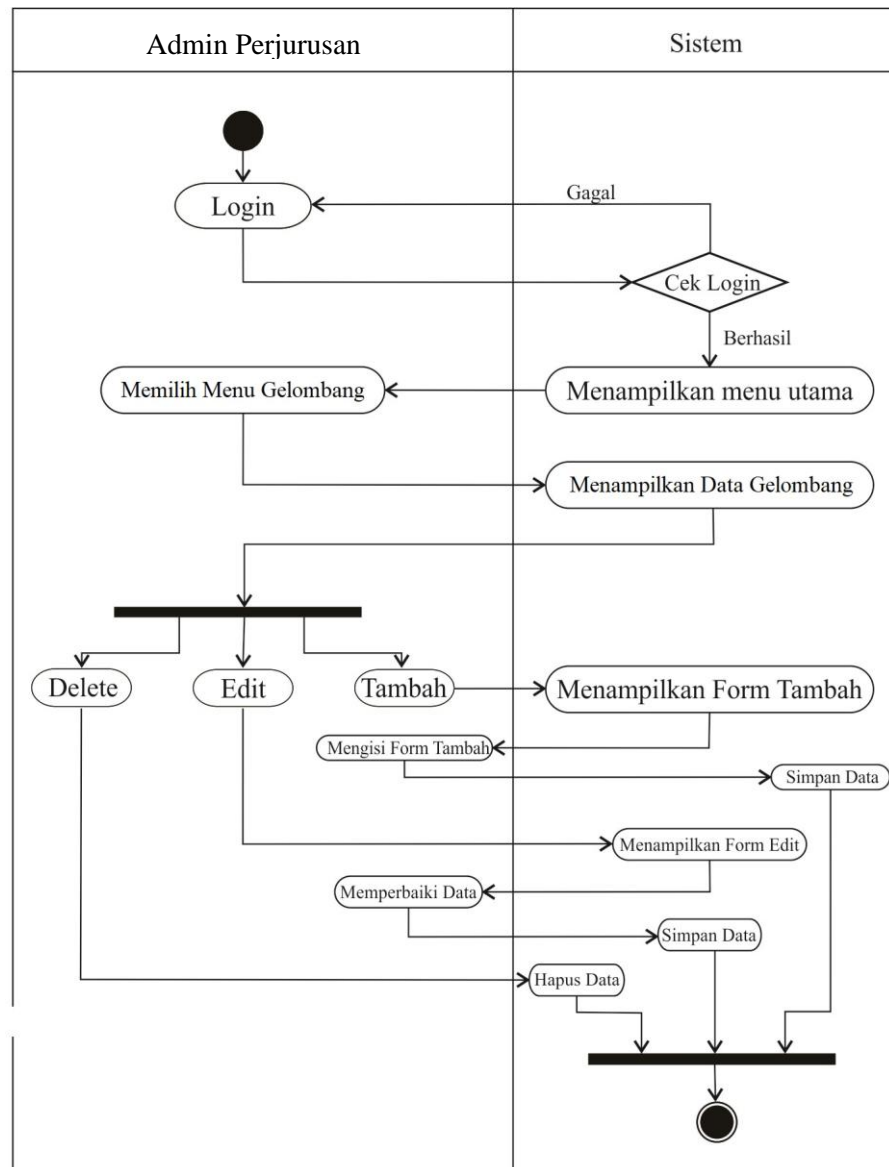 Admin Perjurusan
Sistem
Login
Gagal
Cek Login
Berhasil
Memilih Menu Gelombang
Menampilkan menu utama
Menampilkan Data Gelombang
Delete
Edit
Tambah
Menampilkan Form Tambah
Mengisi Form Tambah
Simpan Data
Menampilkan Form Edit
Memperbaiki Data
Simpan Data
Hapus Data